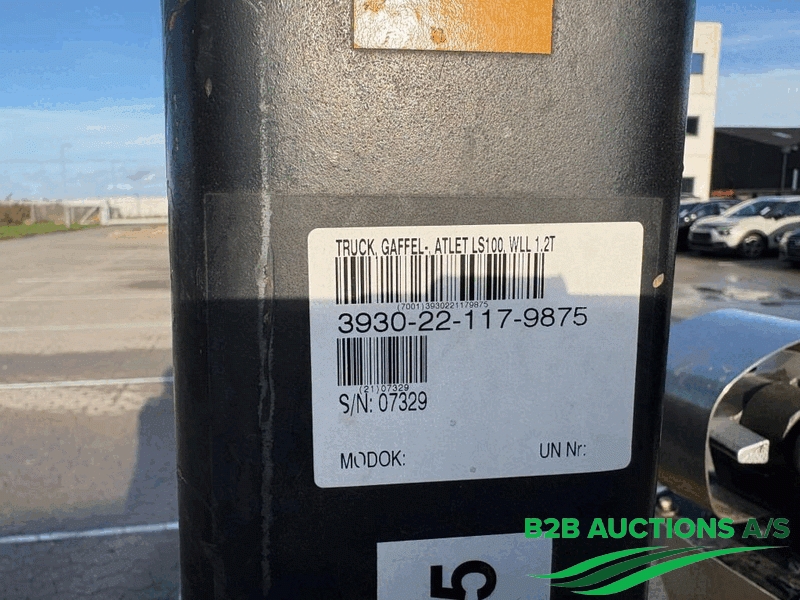 TRUCK, GAFFEL-, ATLET LS100, WLL 1.2T
(7001)3930221179875
3930-22-117-9875
(21)07329
S/N: 07329
MODOK:
UN Nr:
5
B2B AUCTIONS A/S